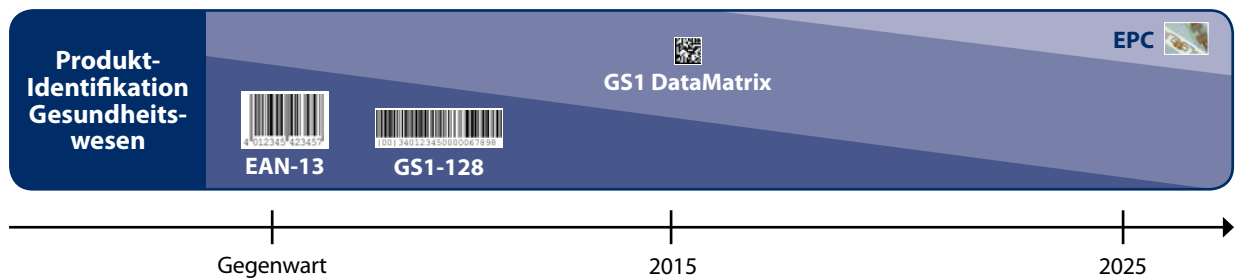 Produkt-
Identifikation
Gesundheits-
wesen
EPC
GS1 DataMatrix
4 012345 423457
(00) 340123450000067898
EAN-13
GS1-128
Gegenwart
2015
2025